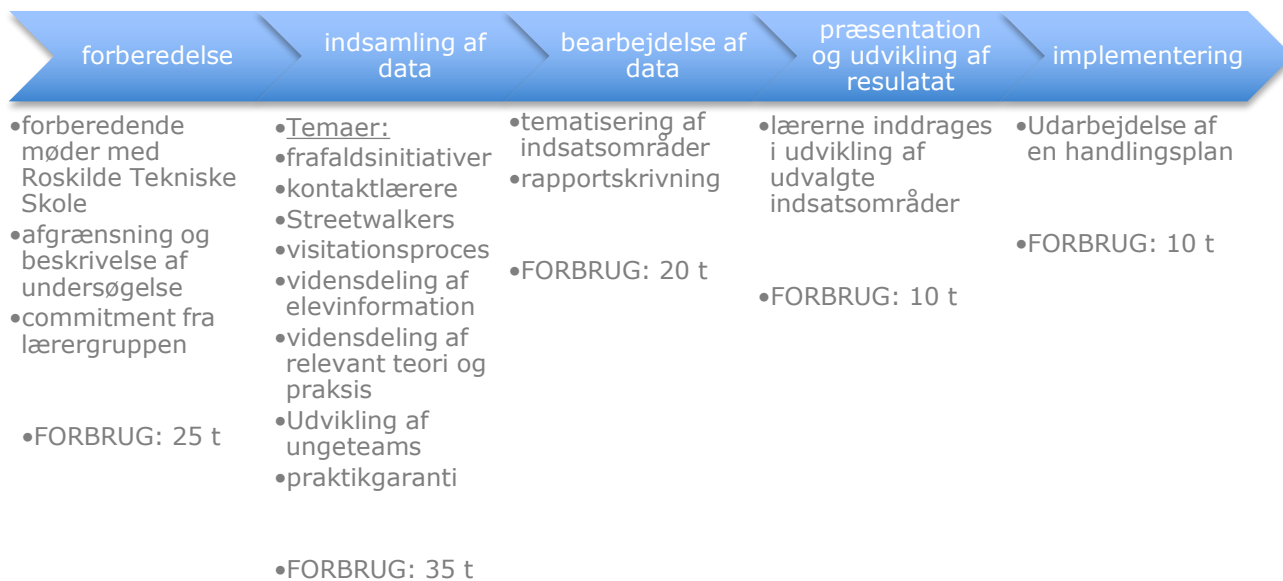 forberedelse
indsamling af
data
bearbejdelse af
data
præsentation
og udvikling af
resulatat
implementering
•forberedende
møder med
Roskilde Tekniske
Skole
•afgrænsning og
beskrivelse af
undersøgelse
•commitment fra
lærergruppen
•FORBRUG: 25 t
•Temaer:
•frafaldsinitiativer
•kontaktlærere
•Streetwalkers
•visitationsproces
•vidensdeling af
elevinformation
•vidensdeling af
relevant teori og
praksis
•Udvikling af
ungeteams
•praktikgaranti
•FORBRUG: 35 t
•tematisering af
indsatsområder
•rapportskrivning
•FORBRUG: 20 t
•lærerne inddrages
i udvikling af
udvalgte
indsatsområder
•FORBRUG: 10 t
•Udarbejdelse af
en handlingsplan
•FORBRUG: 10 t